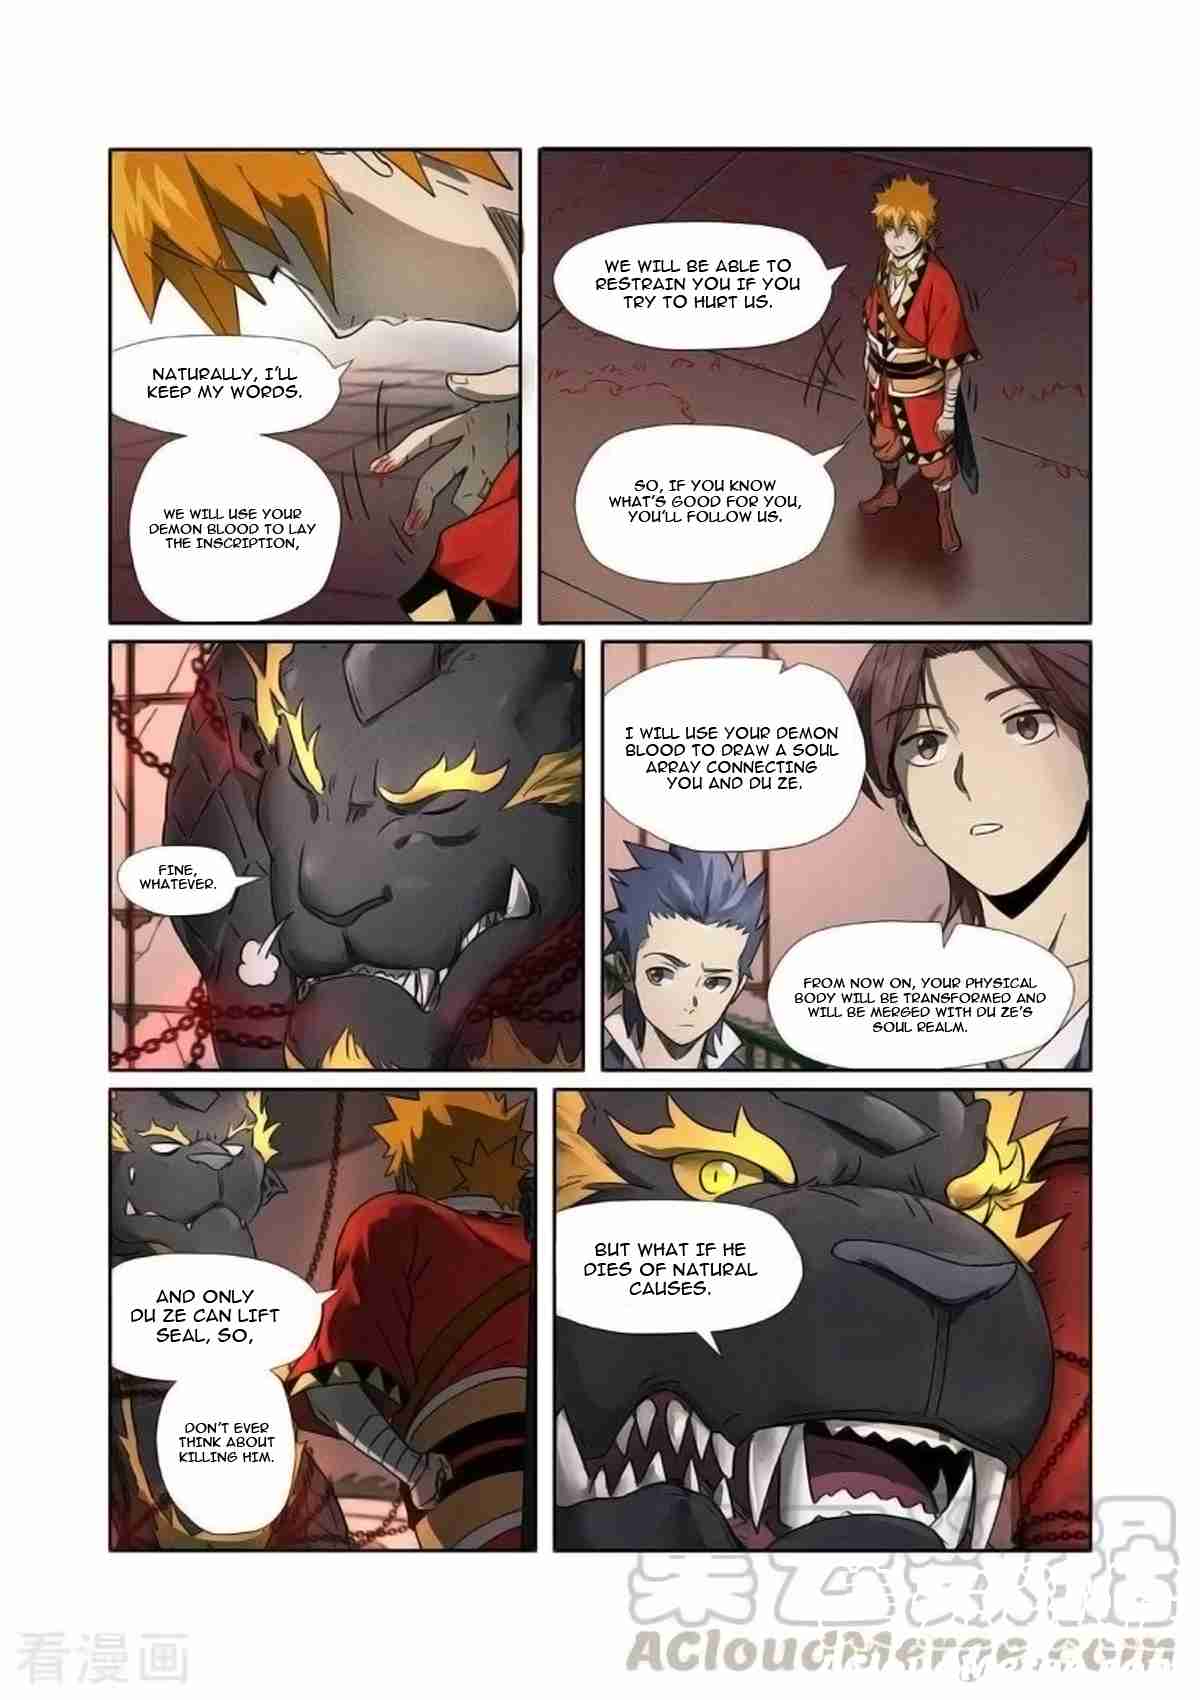 NATURALLY, I'LL
KEEP MY WORDS.
WE WILL USE YOUR
DEMON BLOOD TO LAY
THE INSCRIPTION,
WE WILL BE ABLE TO
RESTRAIN YOU IF YOU
TRY TO HURT US.
SO, IF YOU KNOW
WHAT'S GOOD FOR YOU,
YOU'LL FOLLOW US.
FINE,
WHATEVER.
I WILL USE YOUR DEMON
BLOOD TO DRAW A SOUL
ARRAY CONNECTING
YOU AND DU ZE.
FROM NOW ON, YOUR PHYSICAL
BODY WILL BE TRANSFORMED AND
WILL BE MERGED WITH DU ZE'S
SOUL REALM.
AND ONLY
DU ZE CAN LIFT
SEAL, SO,
DON'T EVER
THINK ABOUT
KILLING HIM.
BUT WHAT IF HE
DIES OF NATURAL
CAUSES.
看漫画
ACloudMerge.com